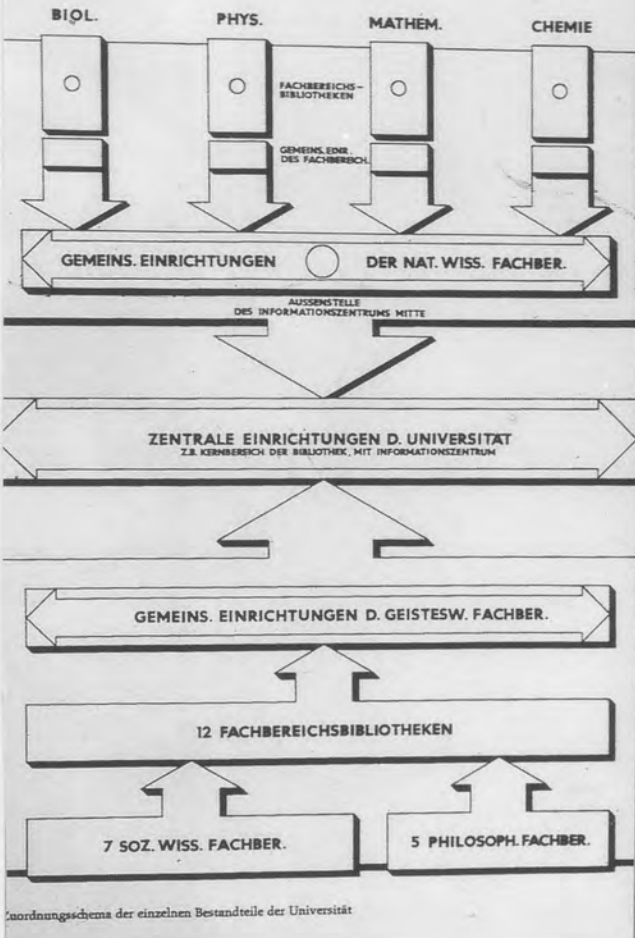 BIOL.
PHYS.
MATHEM.
CHEMIE
FACHBEREICHS-
BIBLIOTHEKEN
GEMEINS. EINR.
DES FACHBEREICH.
GEMEINS. EINRICHTUNGEN DER NAT. WISS. FACHBER.
AUSSENSTELLE
DES INFORMATIONSZENTRUMS MITTE
ZENTRALE EINRICHTUNGEN D. UNIVERSITÄT
Z.B. KERNBEREICH DER BIBLIOTHEK, MIT INFORMATIONSZENTRUM
GEMEINS. EINRICHTUNGEN D. GEISTESW. FACHBER.
12 FACHBEREICHSBIBLIOTHEKEN
7 SOZ. WISS. FACHBER.
5 PHILOSOPH. FACHBER.
uordnungsschema der einzelnen Bestandteile der Universität